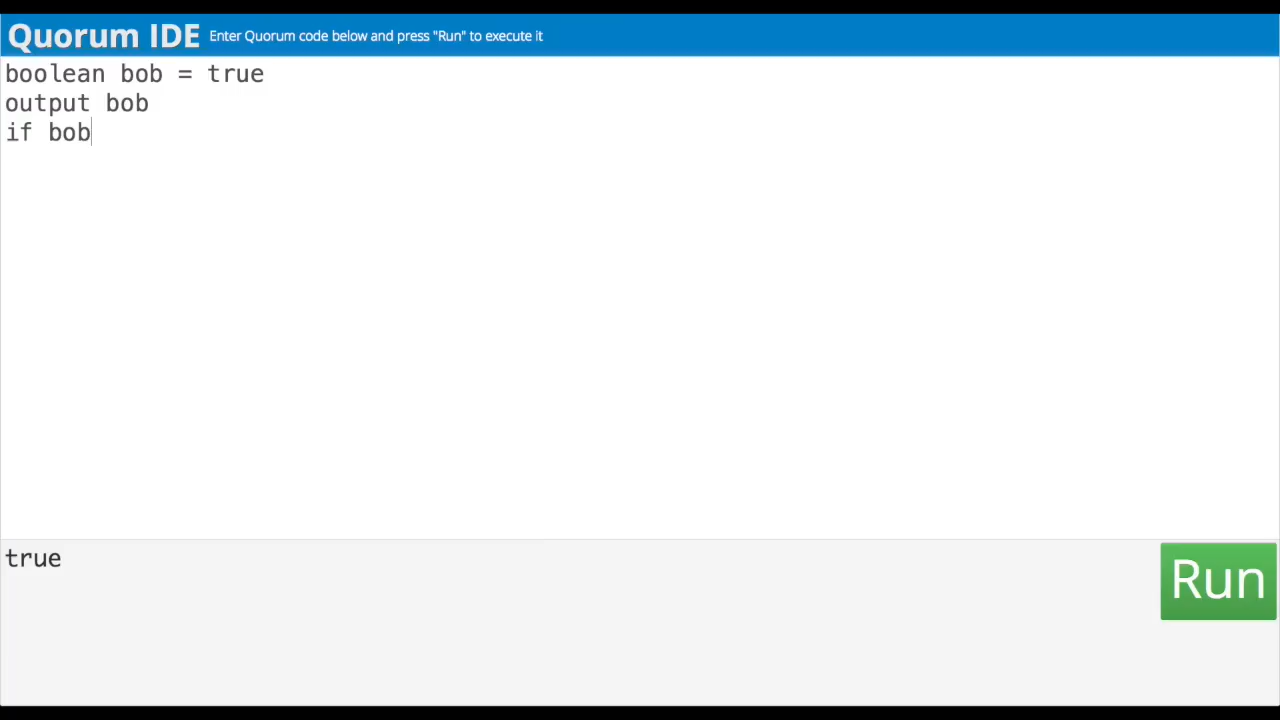 Quorum IDE Enter Quorum code below and press "Run" to execute it
boolean bob = true
output bob
if bob
true
Run